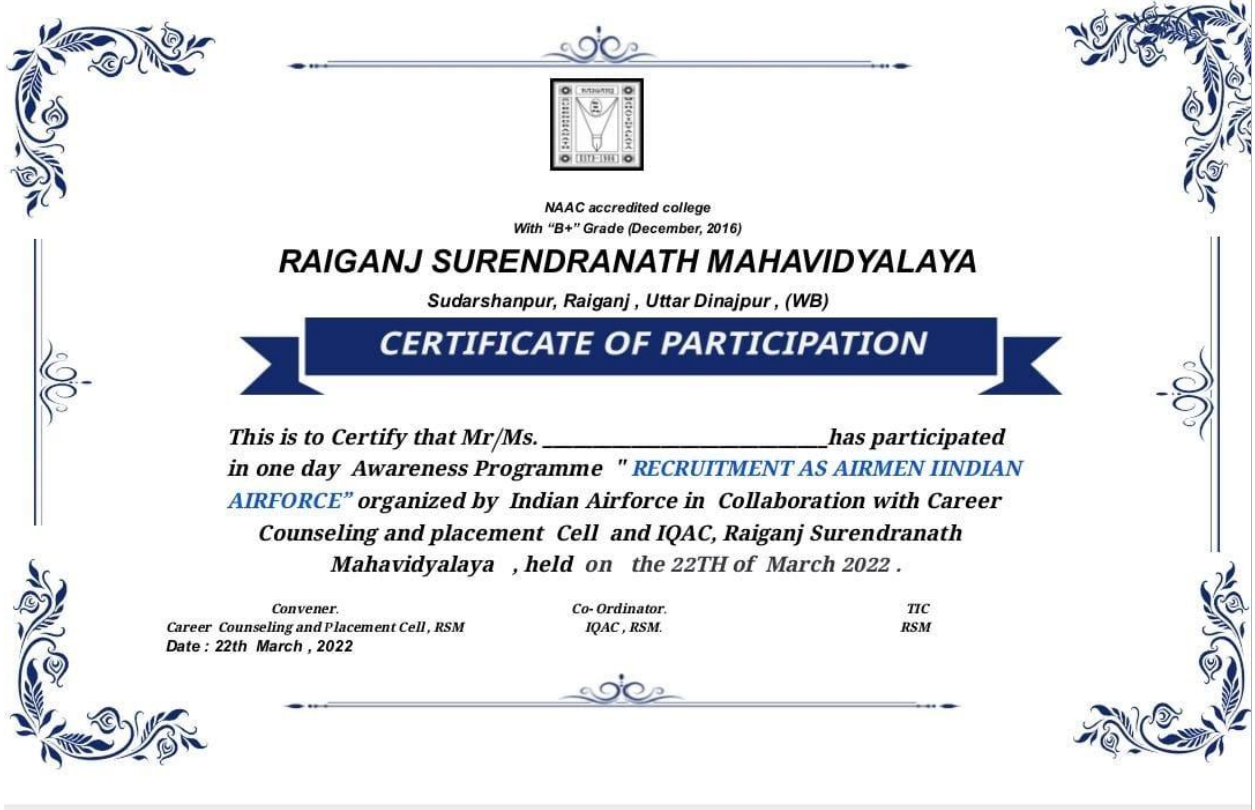 ESTD-1986
NAAC accredited college
With “B+” Grade (December, 2016)
RAIGANJ SURENDRANATH MAHAVIDYALAYA
Sudarshanpur, Raiganj , Uttar Dinajpur , (WB)
CERTIFICATE OF PARTICIPATION
This is to Certify that Mr/Ms. ____________________________has participated
in one day Awareness Programme " RECRUITMENT AS AIRMEN IINDIAN
AIRFORCE” organized by Indian Airforce in Collaboration with Career
Counseling and placement Cell and IQAC, Raiganj Surendranath
Mahavidyalaya , held on the 22TH of March 2022 .
Convener. Co- Ordinator. TIC
Career Counseling and Placement Cell , RSM IQAC , RSM. RSM
Date : 22th March , 2022